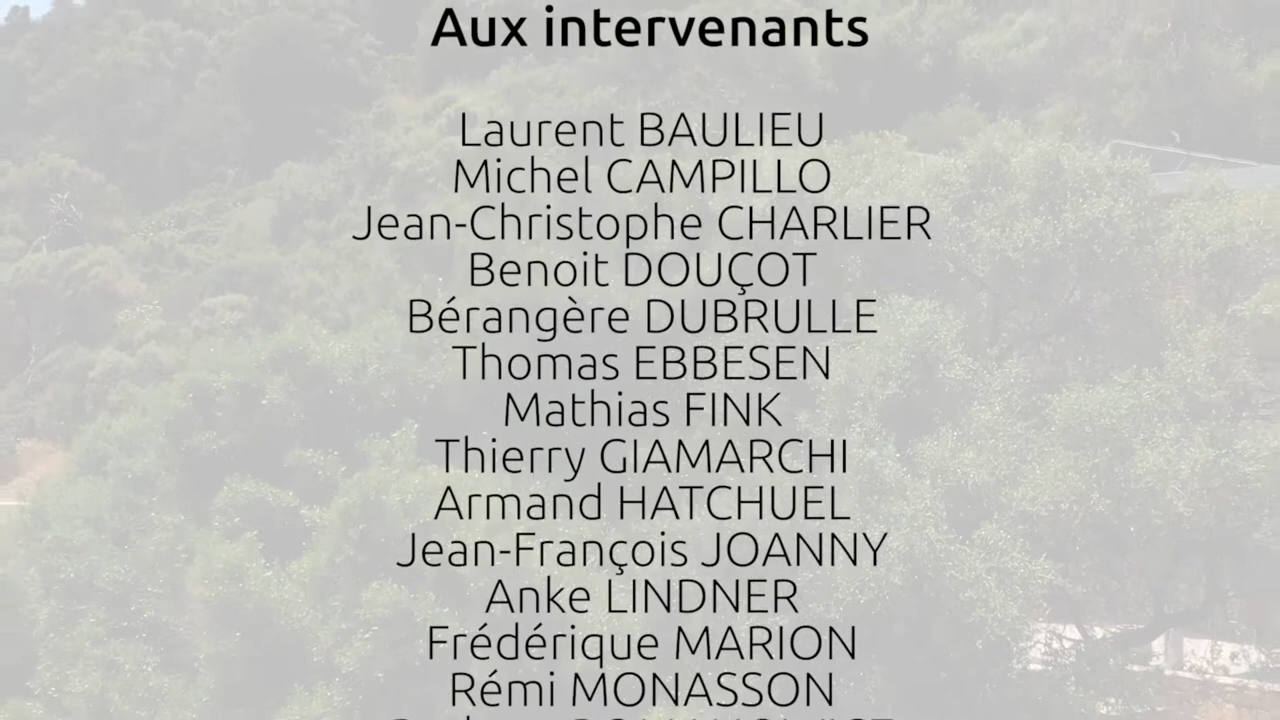 Aux intervenants
Laurent BAULIEU
Michel CAMPILLO
Jean-Christophe CHARLIER
Benoit DOUÇOT
Bérangère DUBRULLE
Thomas EBBESEN
Mathias FINK
Thierry GIAMARCHI
Armand HATCHUEL
Jean-François JOANNY
Anke LINDNER
Frédérique MARION
Rémi MONASSON